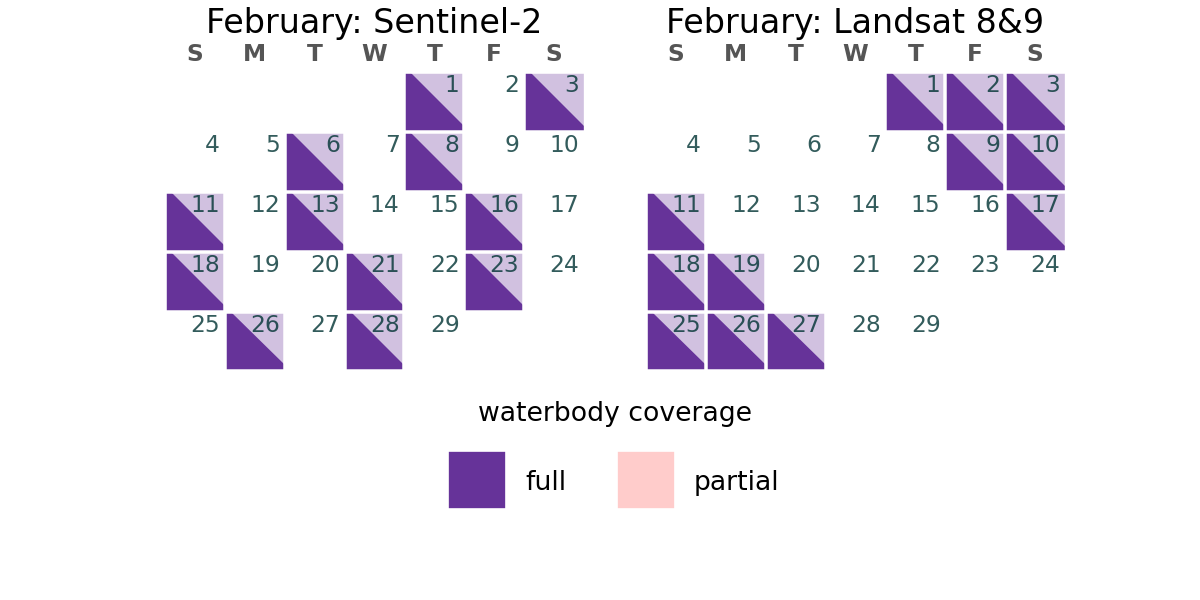 February: Sentinel-2
S M T W T F S
1 2 3
4 5 6 7 8 9 10
11 12 13 14 15 16 17
18 19 20 21 22 23 24
25 26 27 28 29
February: Landsat 8&9
S M T W T F S
1 2 3
4 5 6 7 8 9 10
11 12 13 14 15 16 17
18 19 20 21 22 23 24
25 26 27 28 29
waterbody coverage
full partial